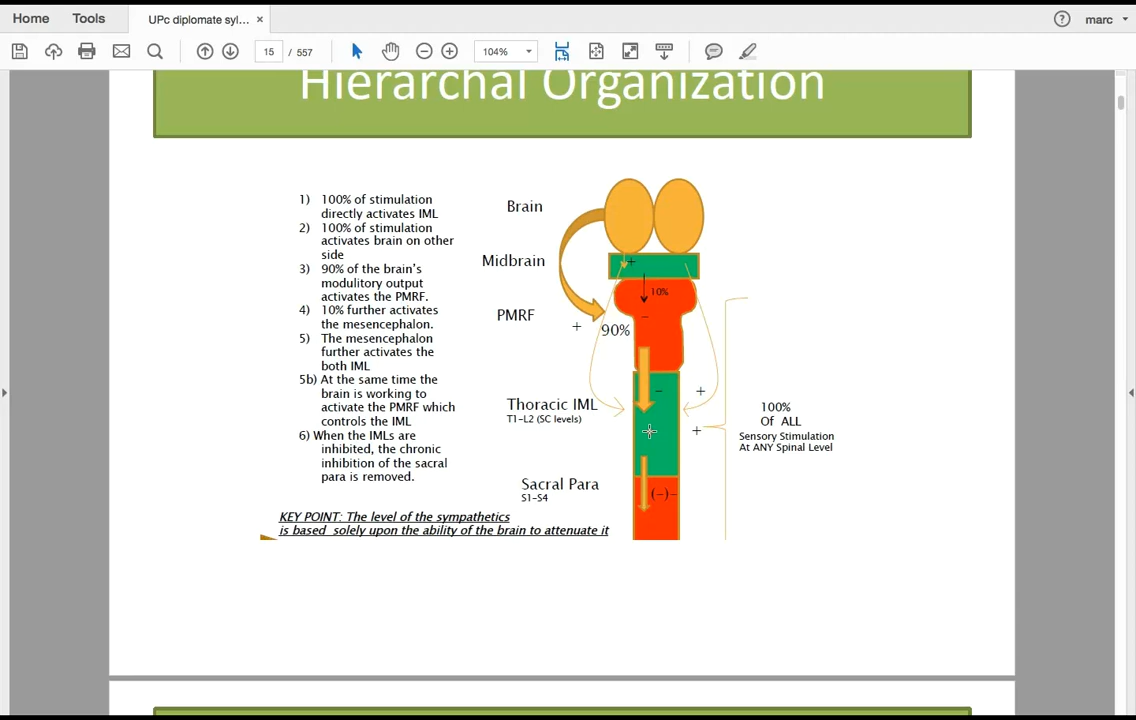 Home
Tools
UPc diplomate syl... ×
? marc
15 / 557
104%
Hierarchal Organization
1) 100% of stimulation
directly activates IML
2) 100% of stimulation
activates brain on other
side
3) 90% of the brain's
modulitory output
activates the PMRF.
4) 10% further activates
the mesencephalon.
5) The mesencephalon
further activates the
both IML
5b) At the same time the
brain is working to
activate the PMRF which
controls the IML
6) When the IMLs are
inhibited, the chronic
inhibition of the sacral
para is removed.
KEY POINT: The level of the sympathetics
is based solely upon the ability of the brain to attenuate it
Brain
Midbrain
+
10%
PMRF
−
+
90%
−
+
Thoracic IML
T1-L2 (SC levels)
+
100%
Of ALL
Sensory Stimulation
At ANY Spinal Level
Sacral Para
S1-S4
(−)−